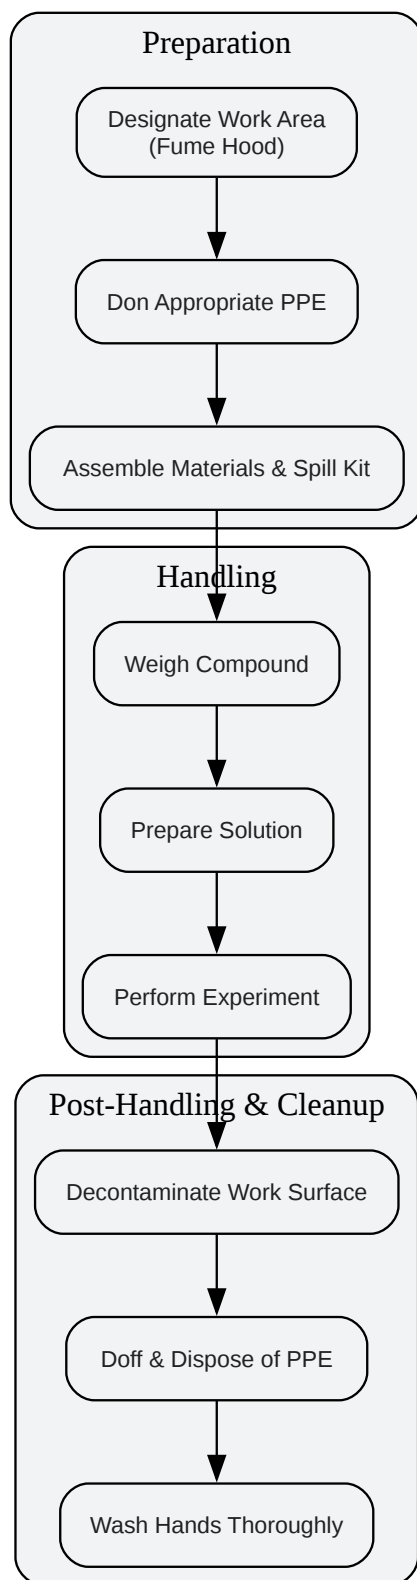 Preparation
Designate Work Area
(Fume Hood)
Don Appropriate PPE
Assemble Materials & Spill Kit
Handling
Weigh Compound
Prepare Solution
Perform Experiment
Post-Handling & Cleanup
Decontaminate Work Surface
Doff & Dispose of PPE
Wash Hands Thoroughly